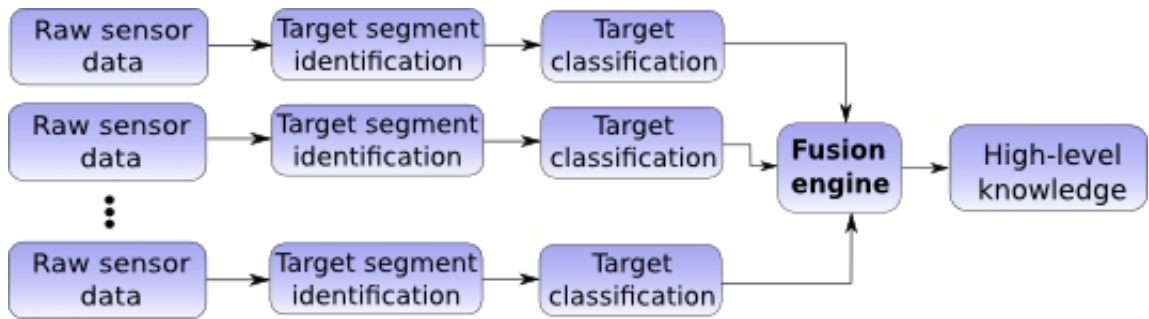 Raw sensor
data
Target segment
identification
Target
classification
Raw sensor
data
Target segment
identification
Target
classification
Fusion
engine
High-level
knowledge
Raw sensor
data
Target segment
identification
Target
classification